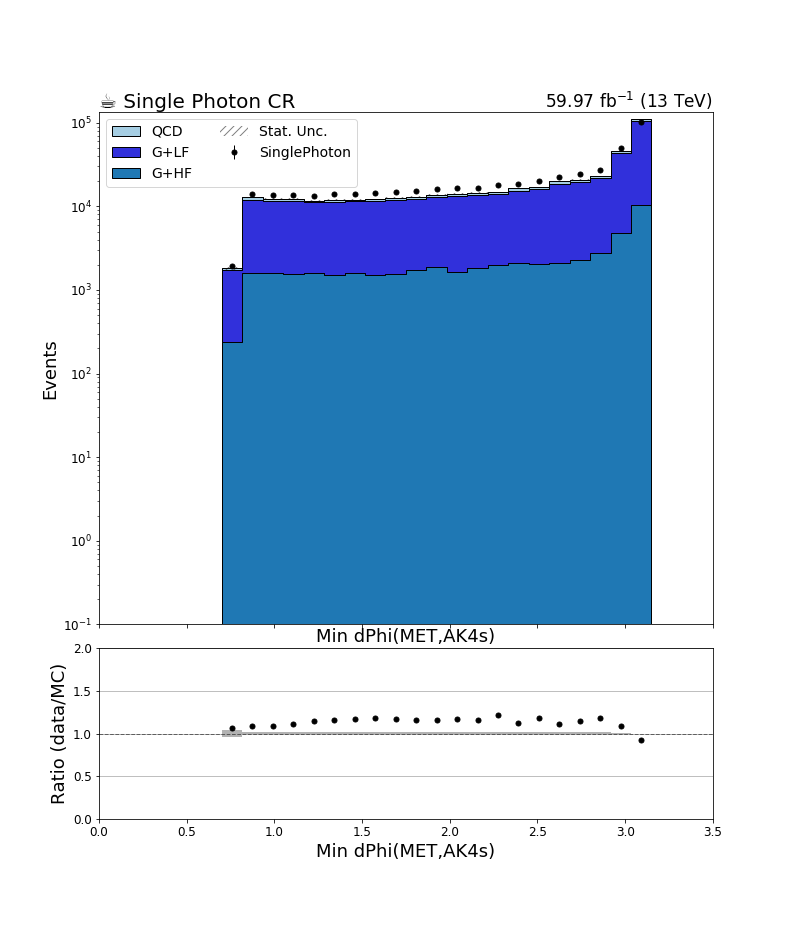 ☕ Single Photon CR
59.97 fb⁻¹ (13 TeV)
QCD
G+LF
G+HF
Stat. Unc.
SinglePhoton
Events
10⁵
10⁴
10³
10²
10¹
10⁰
10⁻¹
Min dPhi(MET,AK4s)
Ratio (data/MC)
2.0
1.5
1.0
0.5
0.0
0.0 0.5 1.0 1.5 2.0 2.5 3.0 3.5
Min dPhi(MET,AK4s)